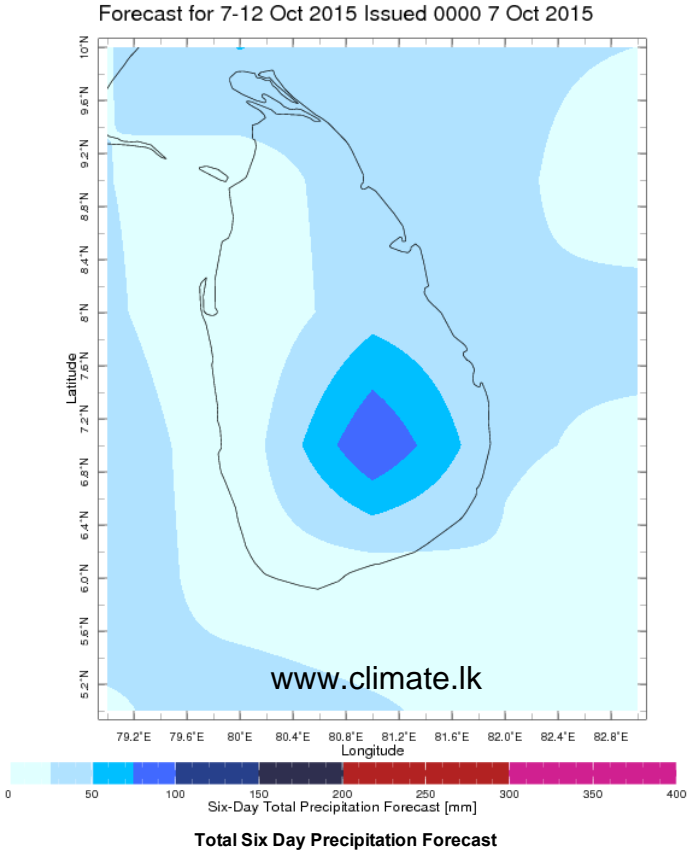 Forecast for 7-12 Oct 2015 Issued 0000 7 Oct 2015
10°N
9.6°N
9.2°N
8.8°N
8.4°N
8°N
7.6°N
7.2°N
6.8°N
6.4°N
6.0°N
5.6°N
5.2°N
Latitude
www.climate.lk
79.2°E 79.6°E 80°E 80.4°E 80.8°E 81.2°E 81.6°E 82.0°E 82.4°E 82.8°E
Longitude
0 50 100 150 200 250 300 350 400
Six-Day Total Precipitation Forecast [mm]
Total Six Day Precipitation Forecast